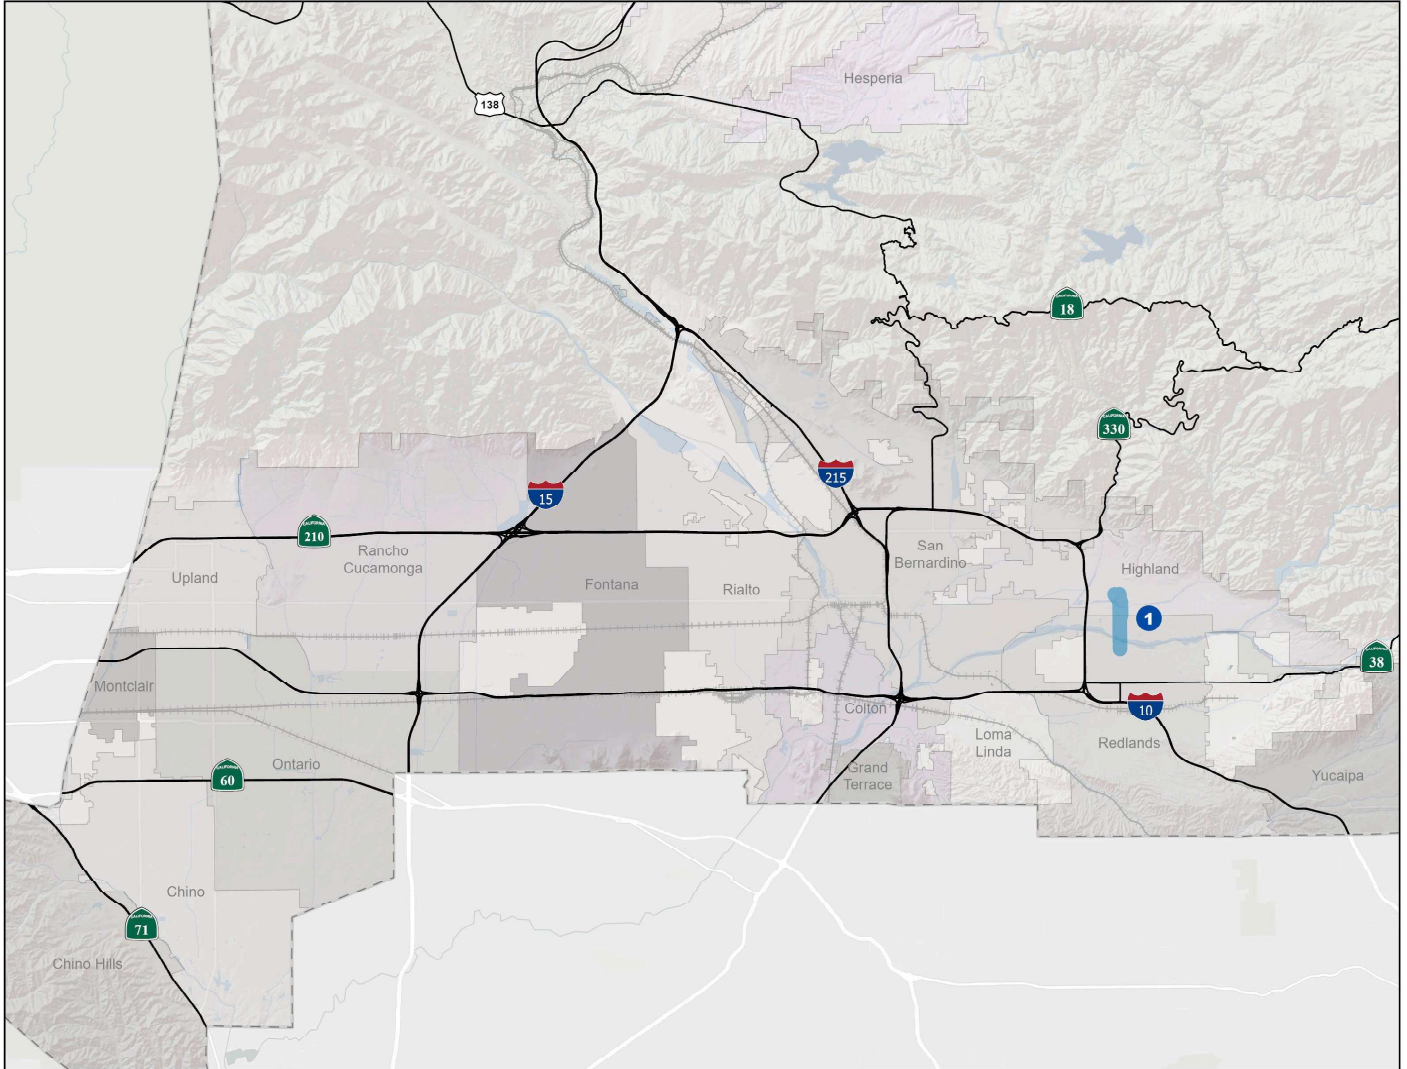 Hesperia
138
18
330
215
15
210
Rancho
Cucamonga
San
Bernardino
Highland
Upland
Fontana
Rialto
1
38
Montclair
Colton
10
Loma
Linda
Redlands
Ontario
60
Grand
Terrace
Yucaipa
Chino
71
Chino Hills